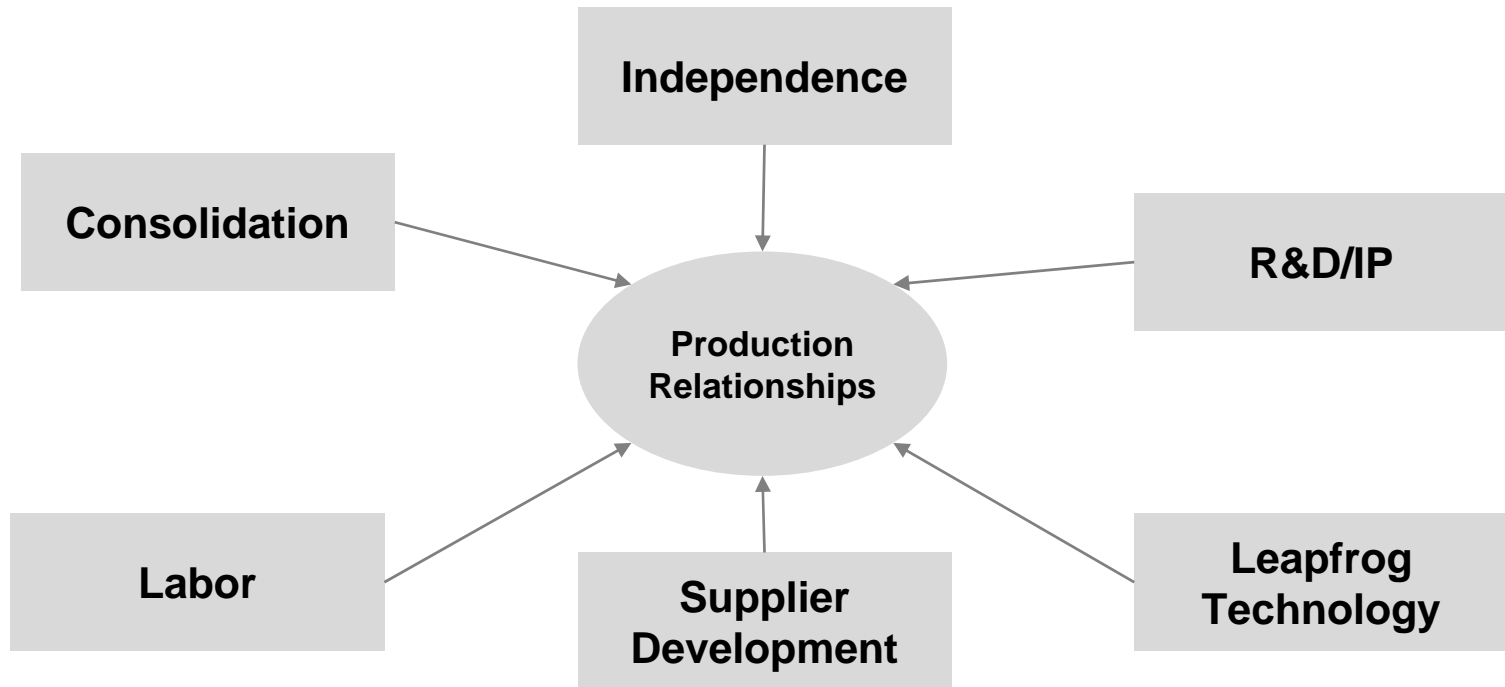 Independence
Consolidation
R&D/IP
Production
Relationships
Labor
Supplier
Development
Leapfrog
Technology